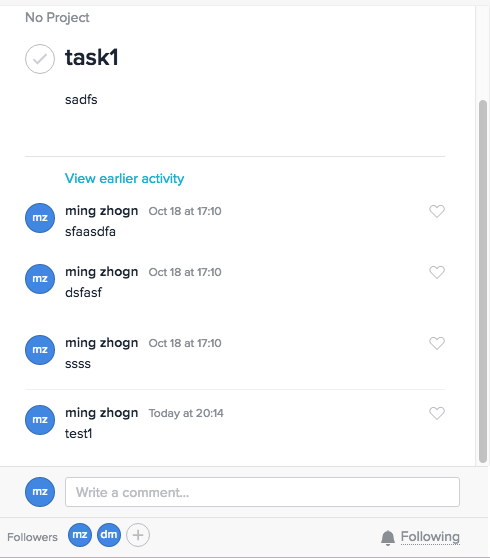 No Project
task1
sadfs
View earlier activity
mz ming zhogn Oct 18 at 17:10
sfaasdfa
mz ming zhogn Oct 18 at 17:10
dsfasf
mz ming zhogn Oct 18 at 17:10
ssss
mz ming zhogn Today at 20:14
test1
mz Write a comment...
Followers mz dm Following